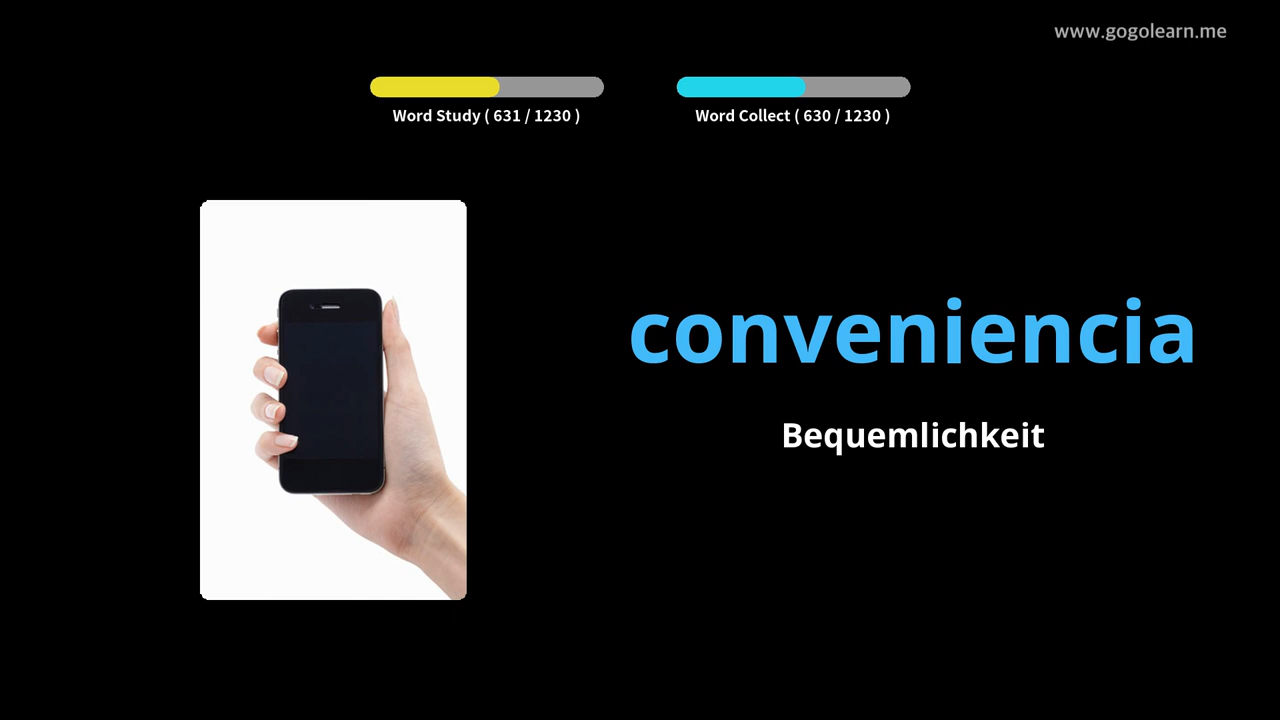 www.gogolearn.me
Word Study ( 631 / 1230 )
Word Collect ( 630 / 1230 )
conveniencia
Bequemlichkeit